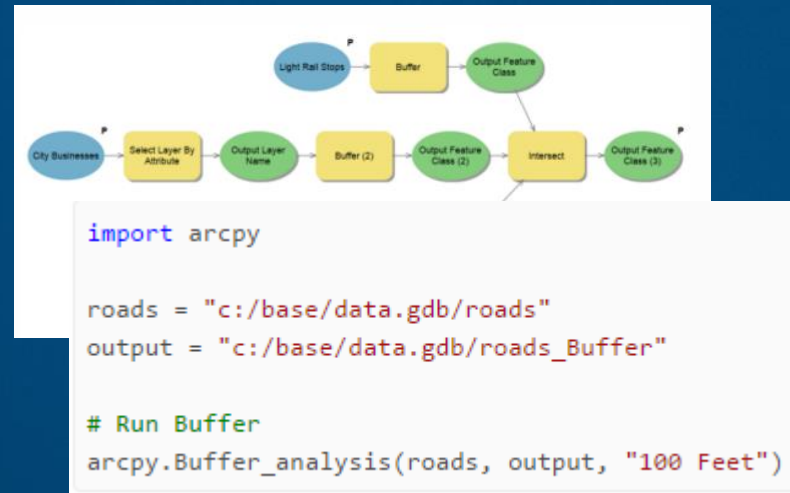 P
Light Rail Stops
Buffer
Output Feature
Class
P
City Businesses
Select Layer By
Attribute
Output Layer
Name
Buffer (2)
Output Feature
Class (2)
Intersect
P
Output Feature
Class (3)
import arcpy
roads = "c:/base/data.gdb/roads"
output = "c:/base/data.gdb/roads_Buffer"
# Run Buffer
arcpy.Buffer_analysis(roads, output, "100 Feet")